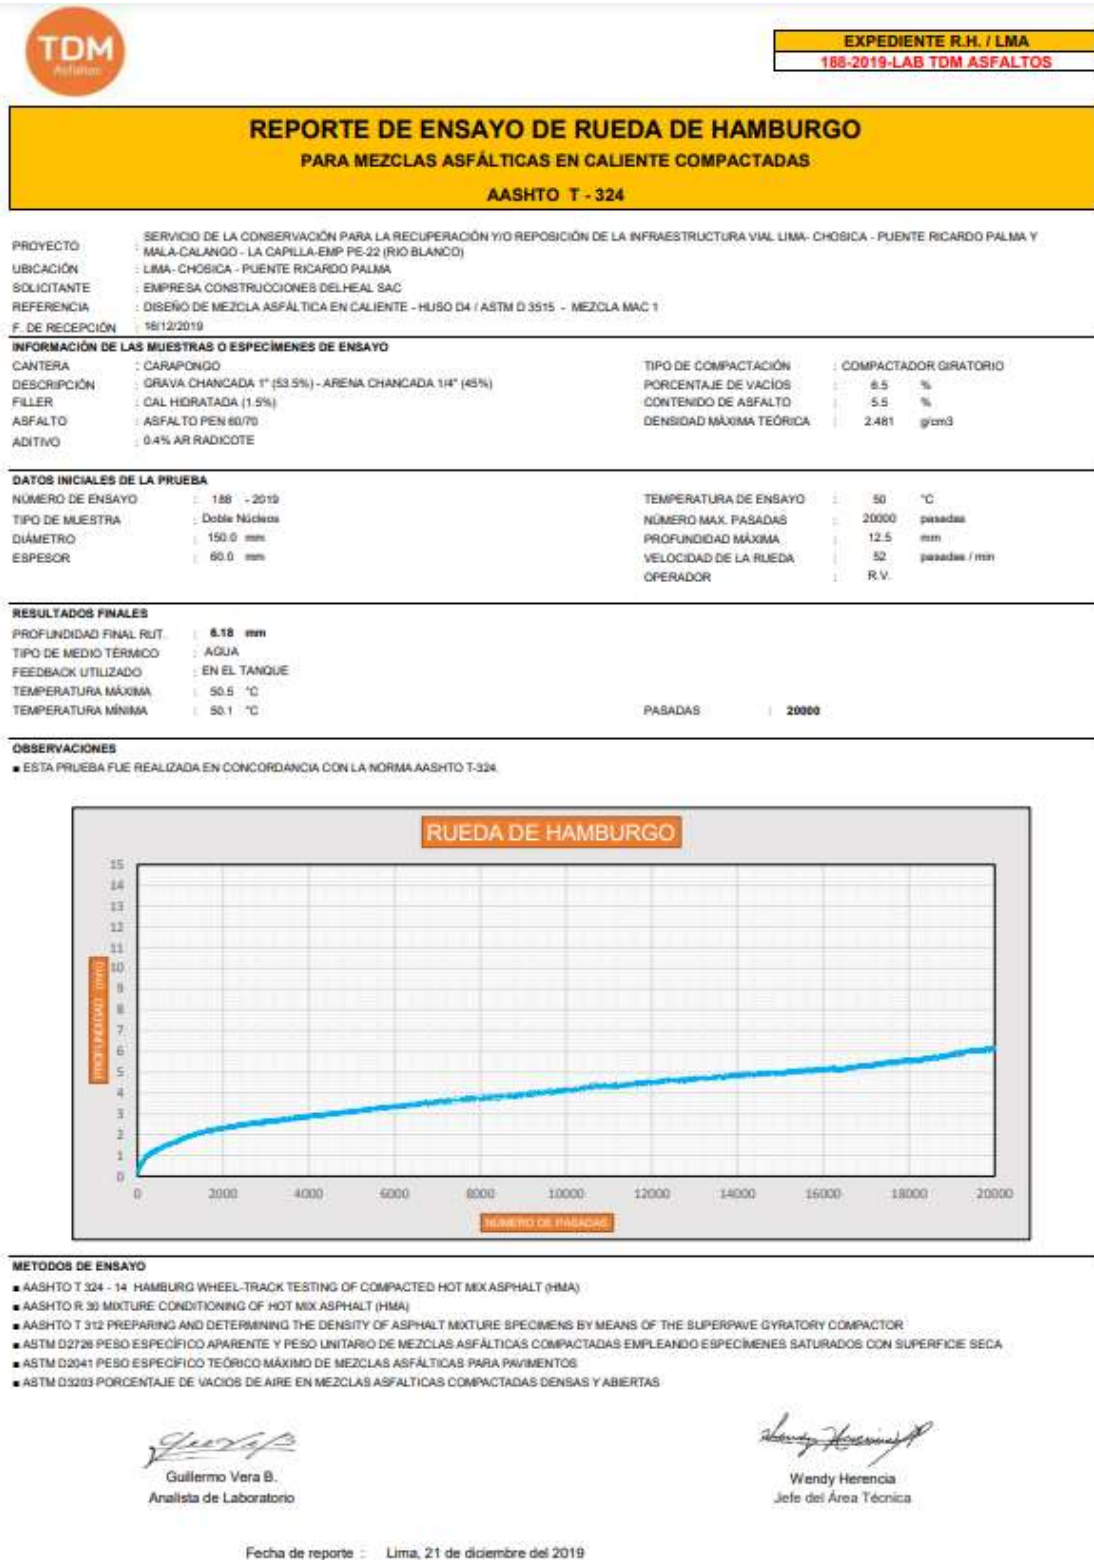 TDM
Asfaltos
EXPEDIENTE R.H. / LMA
188-2019-LAB TDM ASFALTOS
REPORTE DE ENSAYO DE RUEDA DE HAMBURGO
PARA MEZCLAS ASFÁLTICAS EN CALIENTE COMPACTADAS
AASHTO T - 324
PROYECTO : SERVICIO DE LA CONSERVACIÓN PARA LA RECUPERACIÓN Y/O REPOSICIÓN DE LA INFRAESTRUCTURA VIAL LIMA- CHOSICA - PUENTE RICARDO PALMA Y
MALA-CALANGO - LA CAPILLA-EMP PE-22 (RIO BLANCO)
UBICACIÓN : LIMA- CHOSICA - PUENTE RICARDO PALMA
SOLICITANTE : EMPRESA CONSTRUCCIONES DELHEAL SAC
REFERENCIA : DISEÑO DE MEZCLA ASFÁLTICA EN CALIENTE - HUSO D4 / ASTM D 3515 - MEZCLA MAC 1
F. DE RECEPCIÓN : 16/12/2019
INFORMACIÓN DE LAS MUESTRAS O ESPECÍMENES DE ENSAYO
CANTERA : CARAPONGO TIPO DE COMPACTACIÓN : COMPACTADOR GIRATORIO
DESCRIPCIÓN : GRAVA CHANCADA 1" (53.5%) - ARENA CHANCADA 1/4" (45%) PORCENTAJE DE VACÍOS : 6.5 %
FILLER : CAL HIDRATADA (1.5%) CONTENIDO DE ASFALTO : 5.5 %
ASFALTO : ASFALTO PEN 60/70 DENSIDAD MÁXIMA TEÓRICA : 2.481 g/cm3
ADITIVO : 0.4% AR RADICOTE
DATOS INICIALES DE LA PRUEBA
NÚMERO DE ENSAYO : 188 - 2019 TEMPERATURA DE ENSAYO : 50 °C
TIPO DE MUESTRA : Doble Núcleos NÚMERO MAX. PASADAS : 20000 pasadas
DIÁMETRO : 150.0 mm PROFUNDIDAD MÁXIMA : 12.5 mm
ESPESOR : 60.0 mm VELOCIDAD DE LA RUEDA : 52 pasadas / min
OPERADOR : R.V.
RESULTADOS FINALES
PROFUNDIDAD FINAL RUT. : 6.18 mm
TIPO DE MEDIO TÉRMICO : AGUA
FEEDBACK UTILIZADO : EN EL TANQUE
TEMPERATURA MÁXIMA : 50.5 °C
TEMPERATURA MÍNIMA : 50.1 °C PASADAS : 20000
OBSERVACIONES
■ ESTA PRUEBA FUE REALIZADA EN CONCORDANCIA CON LA NORMA AASHTO T-324.
RUEDA DE HAMBURGO
15
14
13
12
11
10
9
8
7
6
5
4
3
2
1
0
PROFUNDIDAD (mm)
0 2000 4000 6000 8000 10000 12000 14000 16000 18000 20000
NÚMERO DE PASADAS
METODOS DE ENSAYO
■ AASHTO T 324 - 14 HAMBURG WHEEL-TRACK TESTING OF COMPACTED HOT MIX ASPHALT (HMA)
■ AASHTO R 30 MIXTURE CONDITIONING OF HOT MIX ASPHALT (HMA)
■ AASHTO T 312 PREPARING AND DETERMINING THE DENSITY OF ASPHALT MIXTURE SPECIMENS BY MEANS OF THE SUPERPAVE GYRATORY COMPACTOR
■ ASTM D2726 PESO ESPECÍFICO APARENTE Y PESO UNITARIO DE MEZCLAS ASFÁLTICAS COMPACTADAS EMPLEANDO ESPECÍMENES SATURADOS CON SUPERFICIE SECA
■ ASTM D2041 PESO ESPECÍFICO TEÓRICO MÁXIMO DE MEZCLAS ASFÁLTICAS PARA PAVIMENTOS
■ ASTM D3203 PORCENTAJE DE VACIOS DE AIRE EN MEZCLAS ASFALTICAS COMPACTADAS DENSAS Y ABIERTAS
Guillermo Vera B. Wendy Herencia
Analista de Laboratorio Jefe del Área Técnica
Fecha de reporte : Lima, 21 de diciembre del 2019